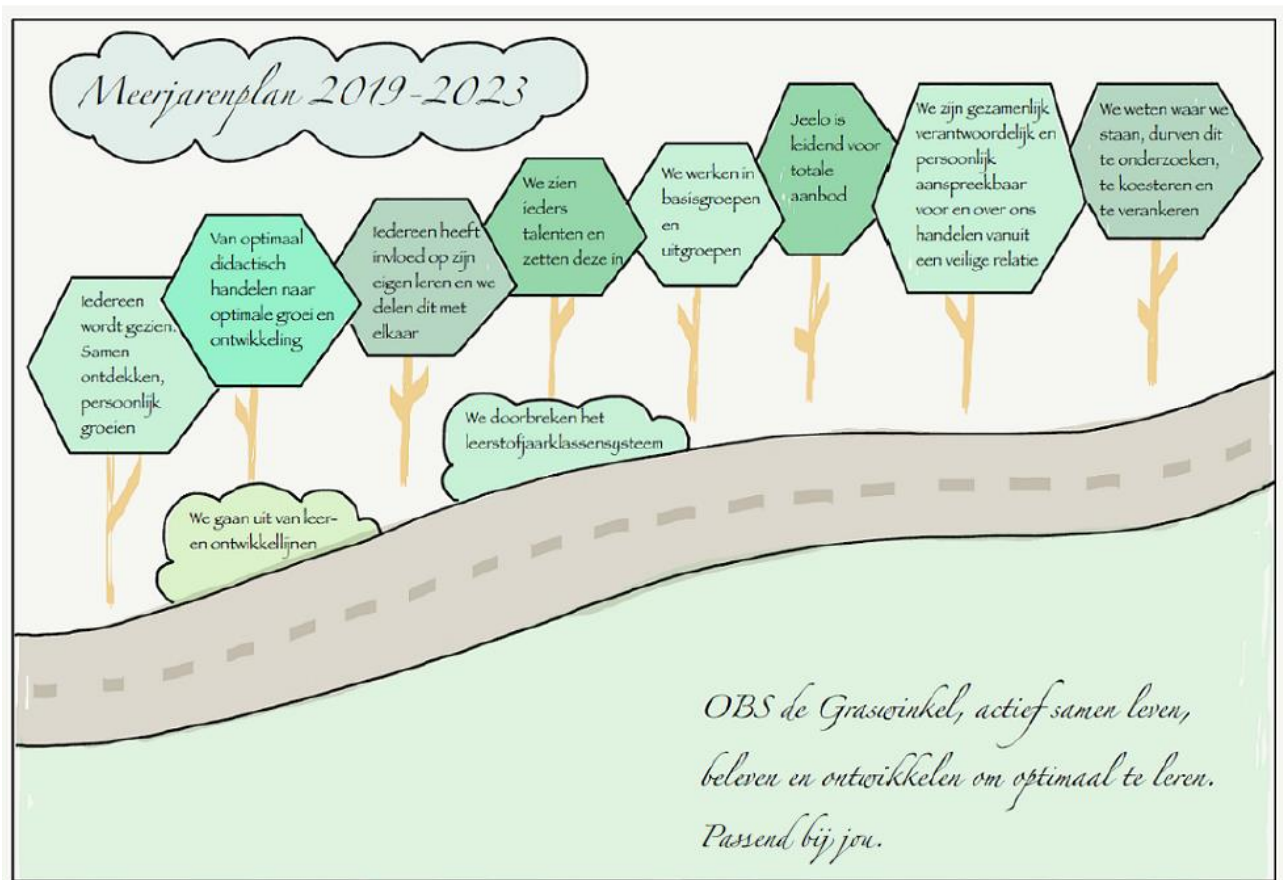 Meerjarenplan 2019-2023
Iedereen
wordt gezien.
Samen
ontdekken,
persoonlijk
groeien
Van optimaal
didactisch
handelen naar
optimale groei en
ontwikkeling
Iedereen heeft
invloed op zijn
eigen leren en we
delen dit met
elkaar
We zien
ieders
talenten en
zetten deze in
We werken in
basisgroepen
en
uitgroepen
Jeelo is
leidend voor
totale
aanbod
We zijn gezamenlijk
verantwoordelijk en
persoonlijk
aanspreekbaar
voor en over ons
handelen vanuit
een veilige relatie
We weten waar we
staan, durven dit
te onderzoeken,
te koesteren en
te verankeren
We gaan uit van leer-
en ontwikkellijnen
We doorbreken het
leerstofjaarklassensysteem
OBS de Graswinkel, actief samen leven,
beleven en ontwikkelen om optimaal te leren.
Passend bij jou.